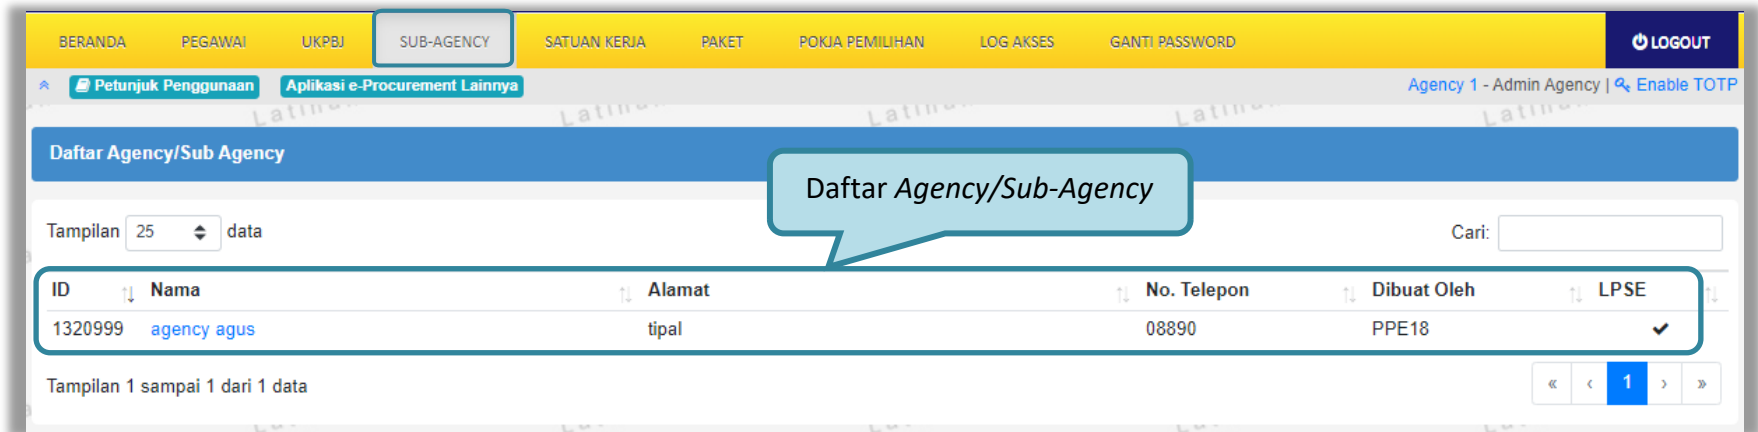 BERANDA PEGAWAI UKPBJ SUB-AGENCY SATUAN KERJA PAKET POKJA PEMILIHAN LOG AKSES GANTI PASSWORD LOGOUT
Petunjuk Penggunaan Aplikasi e-Procurement Lainnya Agency 1 - Admin Agency | Enable TOTP
Daftar Agency/Sub Agency
Daftar Agency/Sub-Agency
Tampilan 25 data Cari:
ID Nama Alamat No. Telepon Dibuat Oleh LPSE
1320999 agency agus tipal 08890 PPE18 ✔
Tampilan 1 sampai 1 dari 1 data « ‹ 1 › »